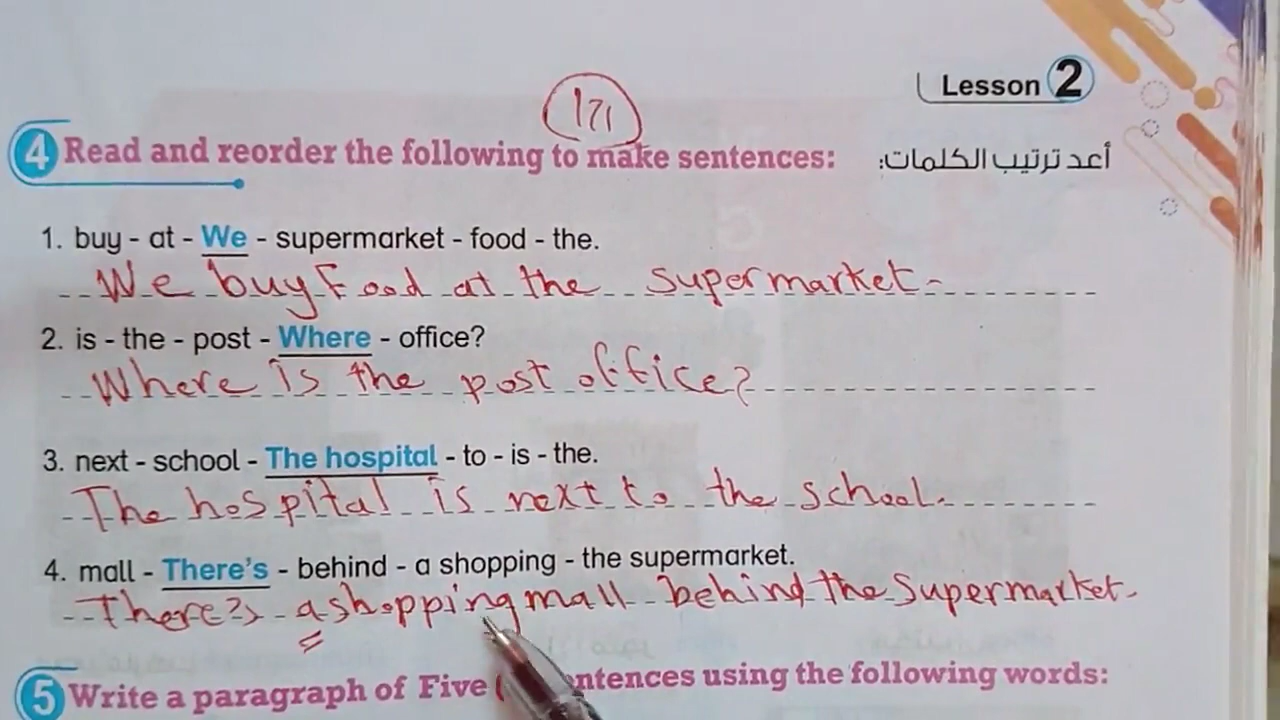 Lesson 2
171
4 Read and reorder the following to make sentences: أعد ترتيب الكلمات:
1. buy - at - We - supermarket - food - the.
We buy Food at the supermarket.
2. is - the - post - Where - office?
Where is the post office?
3. next - school - The hospital - to - is - the.
The hospital is next to the school.
4. mall - There's - behind - a shopping - the supermarket.
There's a shopping mall behind the supermarket.
5 Write a paragraph of Five using the following words: